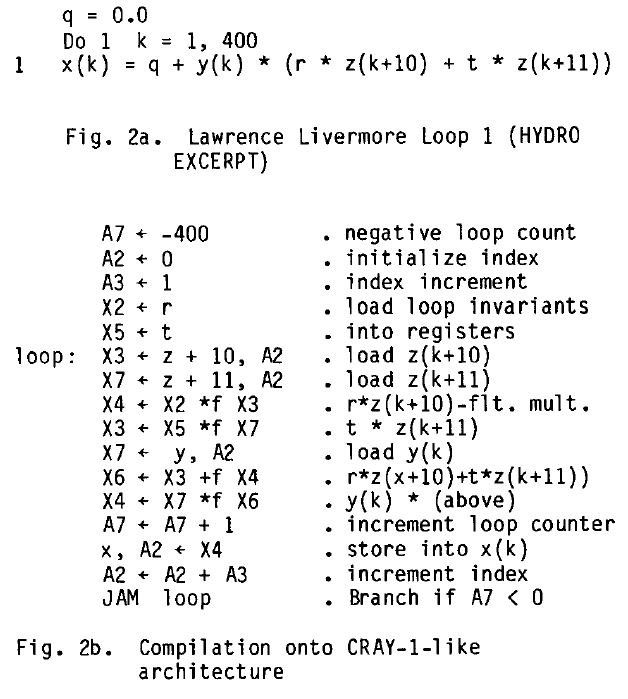 q = 0.0
Do 1 k = 1, 400
1 x(k) = q + y(k) * (r * z(k+10) + t * z(k+11))
Fig. 2a. Lawrence Livermore Loop 1 (HYDRO
EXCERPT)
A7 ← -400 . negative loop count
A2 ← 0 . initialize index
A3 ← 1 . index increment
X2 ← r . load loop invariants
X5 ← t . into registers
loop: X3 ← z + 10, A2 . load z(k+10)
X7 ← z + 11, A2 . load z(k+11)
X4 ← X2 *f X3 . r*z(k+10)-flt. mult.
X3 ← X5 *f X7 . t * z(k+11)
X7 ← y, A2 . load y(k)
X6 ← X3 +f X4 . r*z(x+10)+t*z(k+11))
X4 ← X7 *f X6 . y(k) * (above)
A7 ← A7 + 1 . increment loop counter
x, A2 ← X4 . store into x(k)
A2 ← A2 + A3 . increment index
JAM loop . Branch if A7 < 0
Fig. 2b. Compilation onto CRAY-1-like
architecture